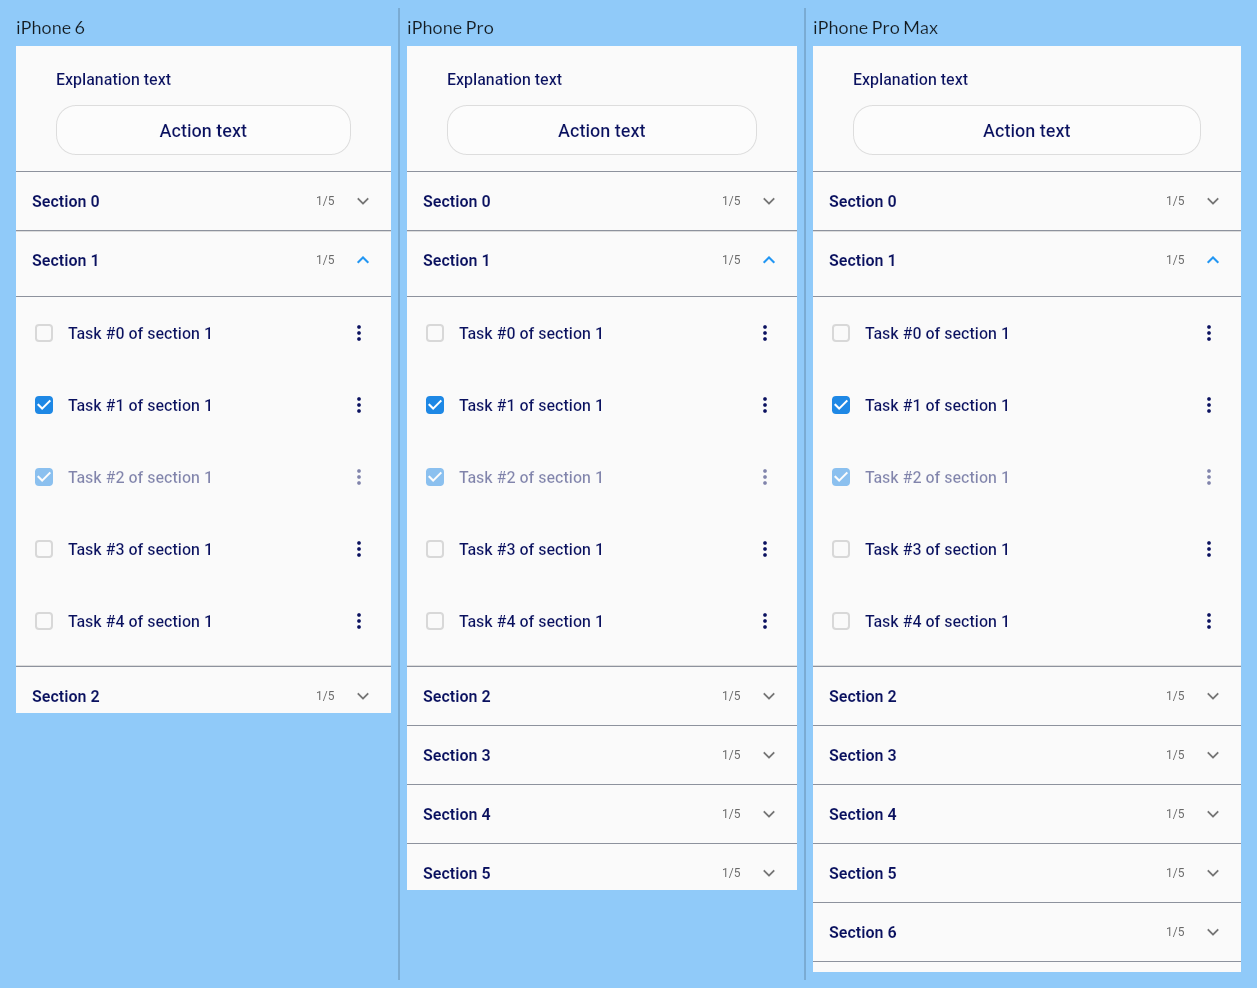 iPhone 6
Explanation text
Action text
Section 0 1/5
Section 1 1/5
Task #0 of section 1
Task #1 of section 1
Task #2 of section 1
Task #3 of section 1
Task #4 of section 1
Section 2 1/5
iPhone Pro
Explanation text
Action text
Section 0 1/5
Section 1 1/5
Task #0 of section 1
Task #1 of section 1
Task #2 of section 1
Task #3 of section 1
Task #4 of section 1
Section 2 1/5
Section 3 1/5
Section 4 1/5
Section 5 1/5
iPhone Pro Max
Explanation text
Action text
Section 0 1/5
Section 1 1/5
Task #0 of section 1
Task #1 of section 1
Task #2 of section 1
Task #3 of section 1
Task #4 of section 1
Section 2 1/5
Section 3 1/5
Section 4 1/5
Section 5 1/5
Section 6 1/5